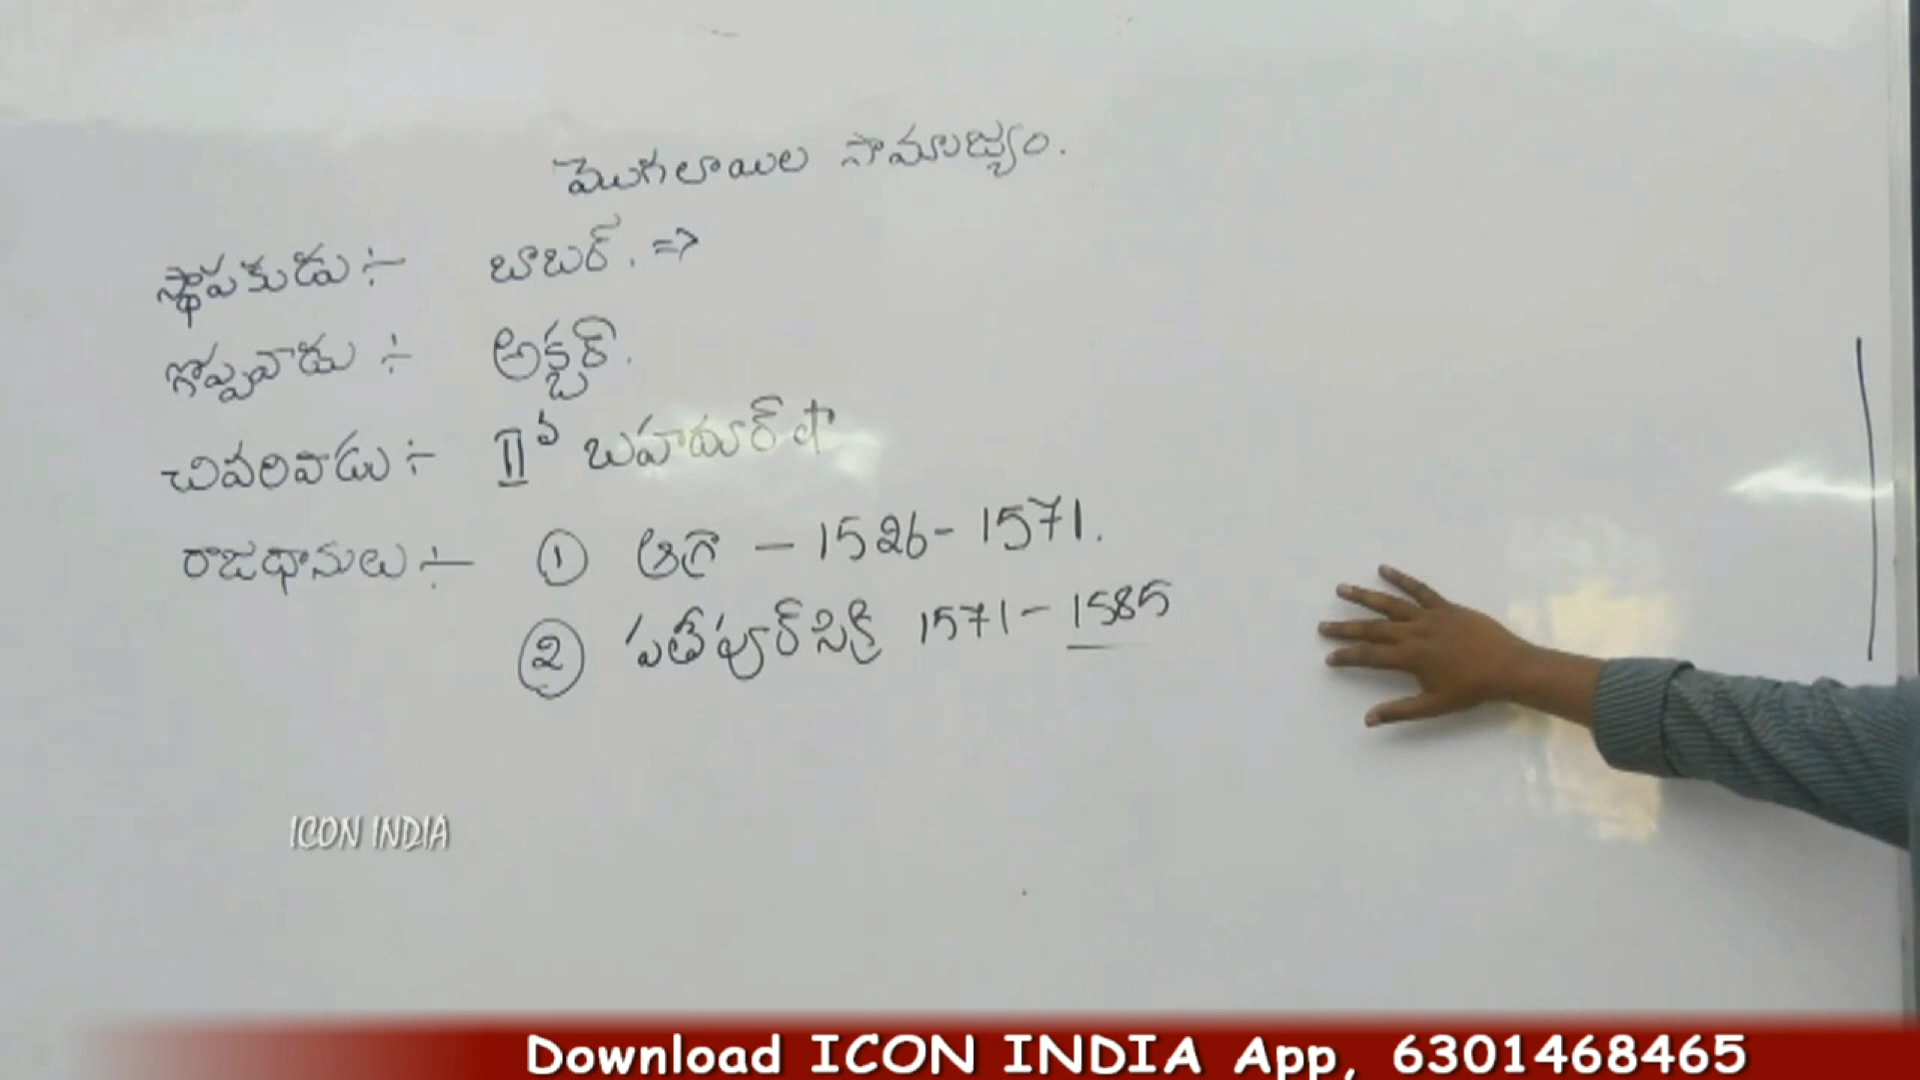 మొగలాయిల సామ్రాజ్యం.
స్థాపకుడు :- బాబర్. =>
గొప్పవాడు :- అక్బర్.
చివరివాడు :- IIవ బహదూర్ షా
రాజధానులు :- ① ఆగ్రా - 1526 - 1571.
② ఫతేపూర్ సిక్రి 1571 - 1585
ICON INDIA
Download ICON INDIA App, 6301468465